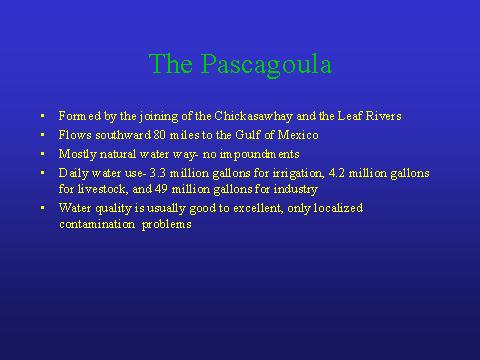 The Pascagoula
• Formed by the joining of the Chickasawhay and the Leaf Rivers
• Flows southward 80 miles to the Gulf of Mexico
• Mostly natural water way- no impoundments
• Daily water use- 3.3 million gallons for irrigation, 4.2 million gallons
for livestock, and 49 million gallons for industry
• Water quality is usually good to excellent, only localized
contamination problems